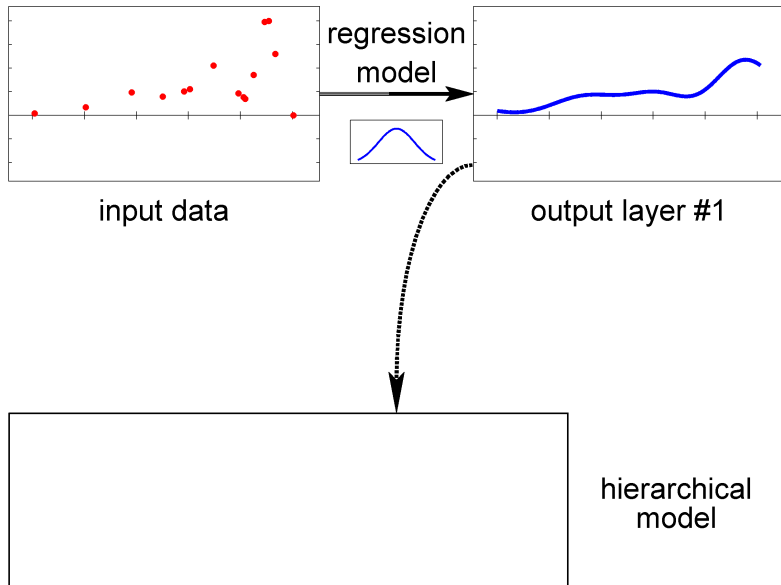 regression
model
input data
output layer #1
hierarchical
model